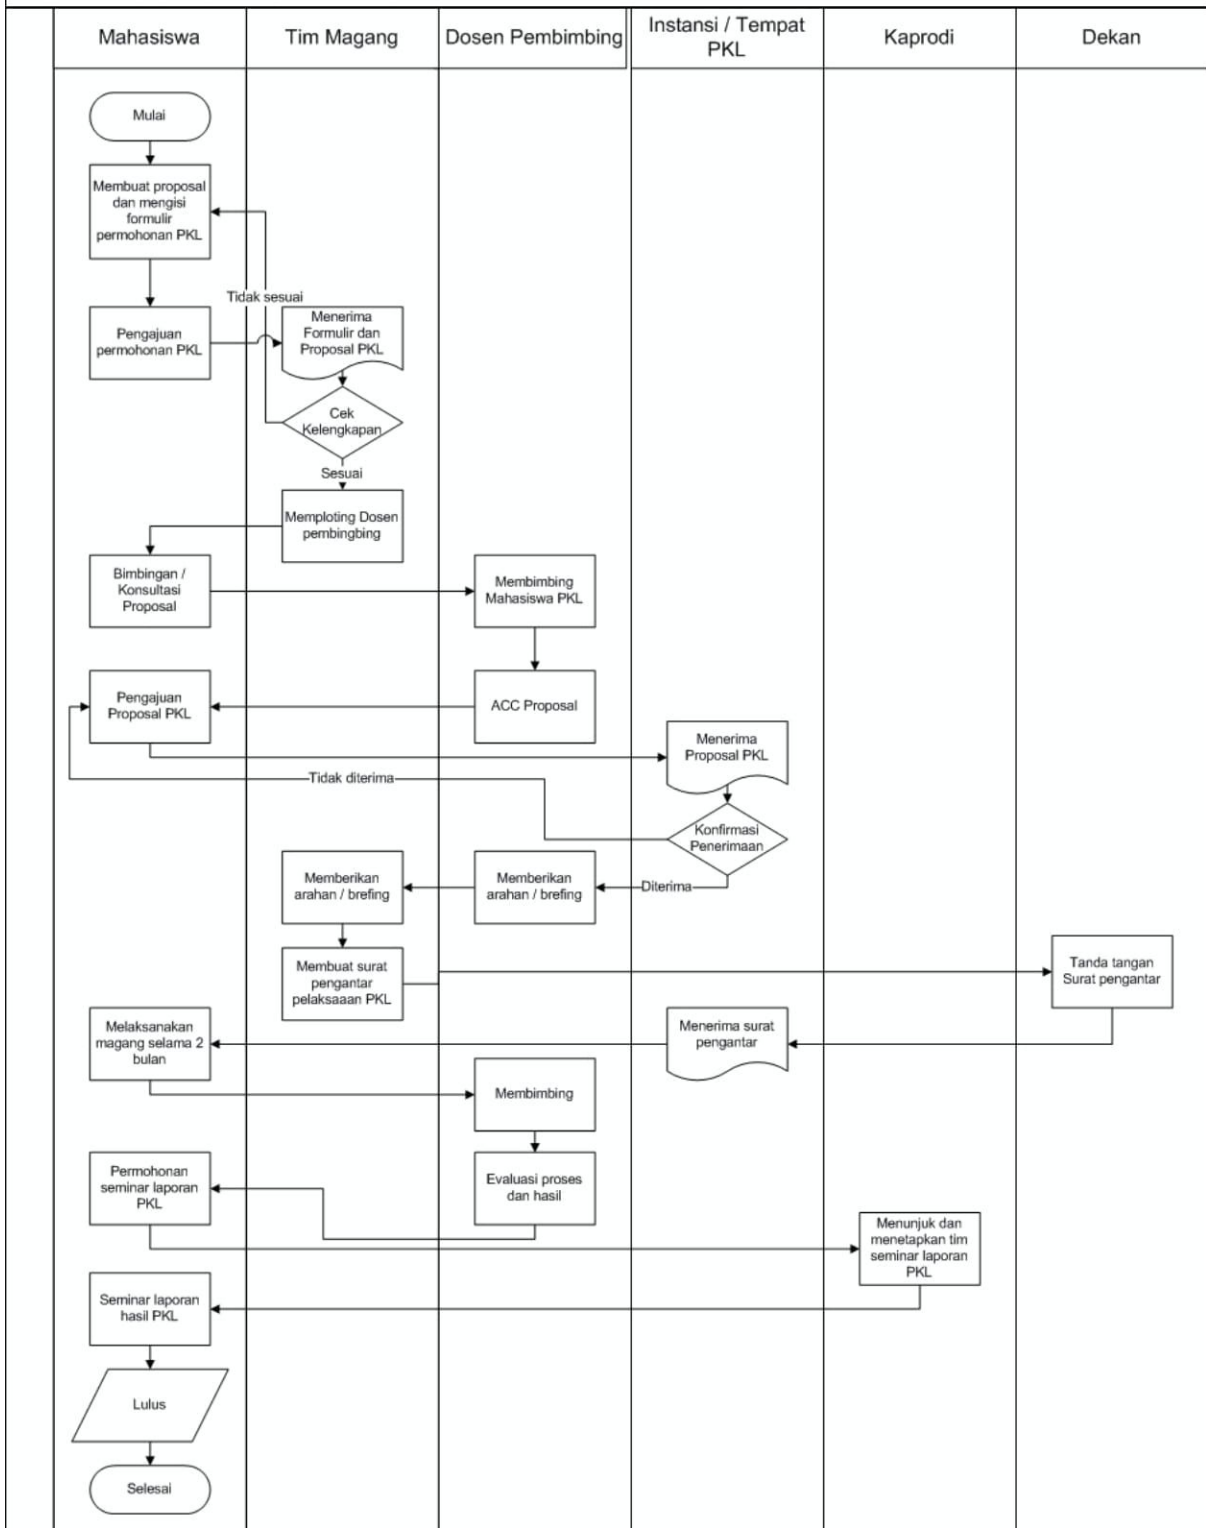 Mahasiswa
Tim Magang
Dosen Pembimbing
Instansi / Tempat
PKL
Kaprodi
Dekan
Mulai
Membuat proposal
dan mengisi
formulir
permohonan PKL
Tidak sesuai
Pengajuan
permohonan PKL
Menerima
Formulir dan
Proposal PKL
Cek
Kelengkapan
Sesuai
Memploting Dosen
pembingbing
Bimbingan /
Konsultasi
Proposal
Membimbing
Mahasiswa PKL
ACC Proposal
Pengajuan
Proposal PKL
Menerima
Proposal PKL
Tidak diterima
Konfirmasi
Penerimaan
Diterima
Memberikan
arahan / brefing
Memberikan
arahan / brefing
Membuat surat
pengantar
pelaksaaan PKL
Tanda tangan
Surat pengantar
Menerima surat
pengantar
Melaksanakan
magang selama 2
bulan
Membimbing
Evaluasi proses
dan hasil
Permohonan
seminar laporan
PKL
Menunjuk dan
menetapkan tim
seminar laporan
PKL
Seminar laporan
hasil PKL
Lulus
Selesai